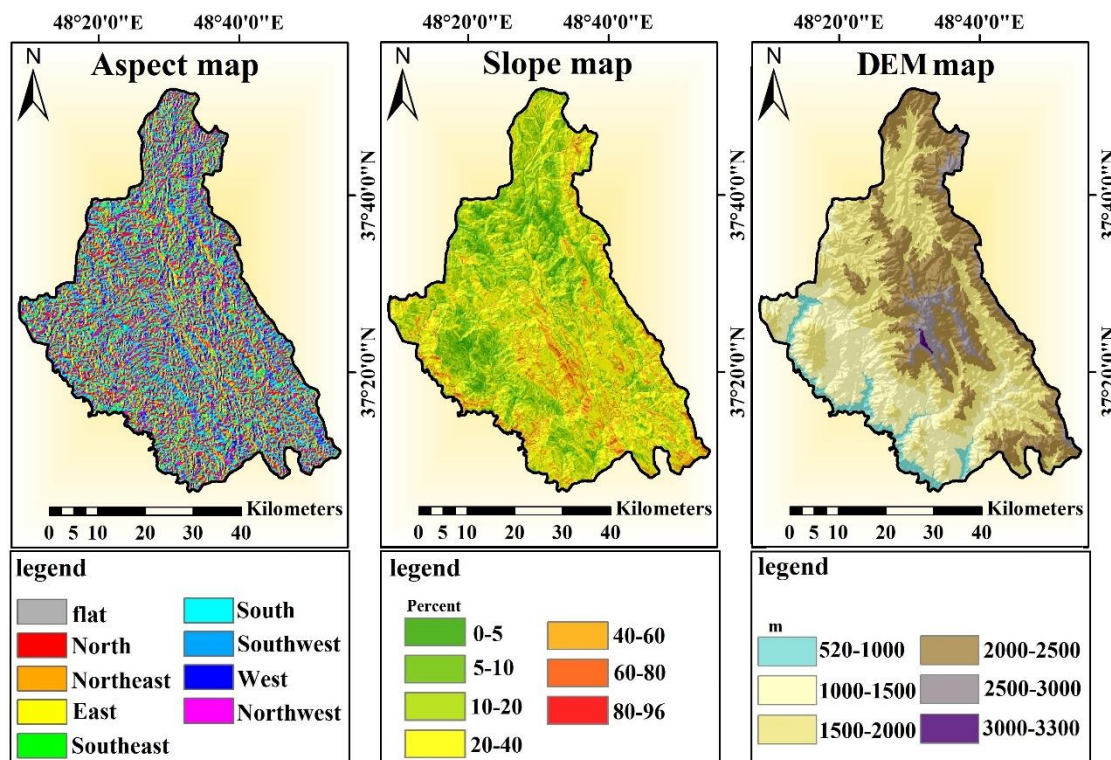 48°20'0"E 48°40'0"E
N
Aspect map
0 5 10 20 30 40 Kilometers
legend
flat
North
Northeast
East
Southeast
South
Southwest
West
Northwest
48°20'0"E 48°40'0"E
N
Slope map
37°40'0"N
37°20'0"N
0 5 10 20 30 40 Kilometers
legend
Percent
0-5
5-10
10-20
20-40
40-60
60-80
80-96
48°20'0"E 48°40'0"E
N
DEM map
37°40'0"N
37°20'0"N
0 5 10 20 30 40 Kilometers
legend
m
520-1000
1000-1500
1500-2000
2000-2500
2500-3000
3000-3300